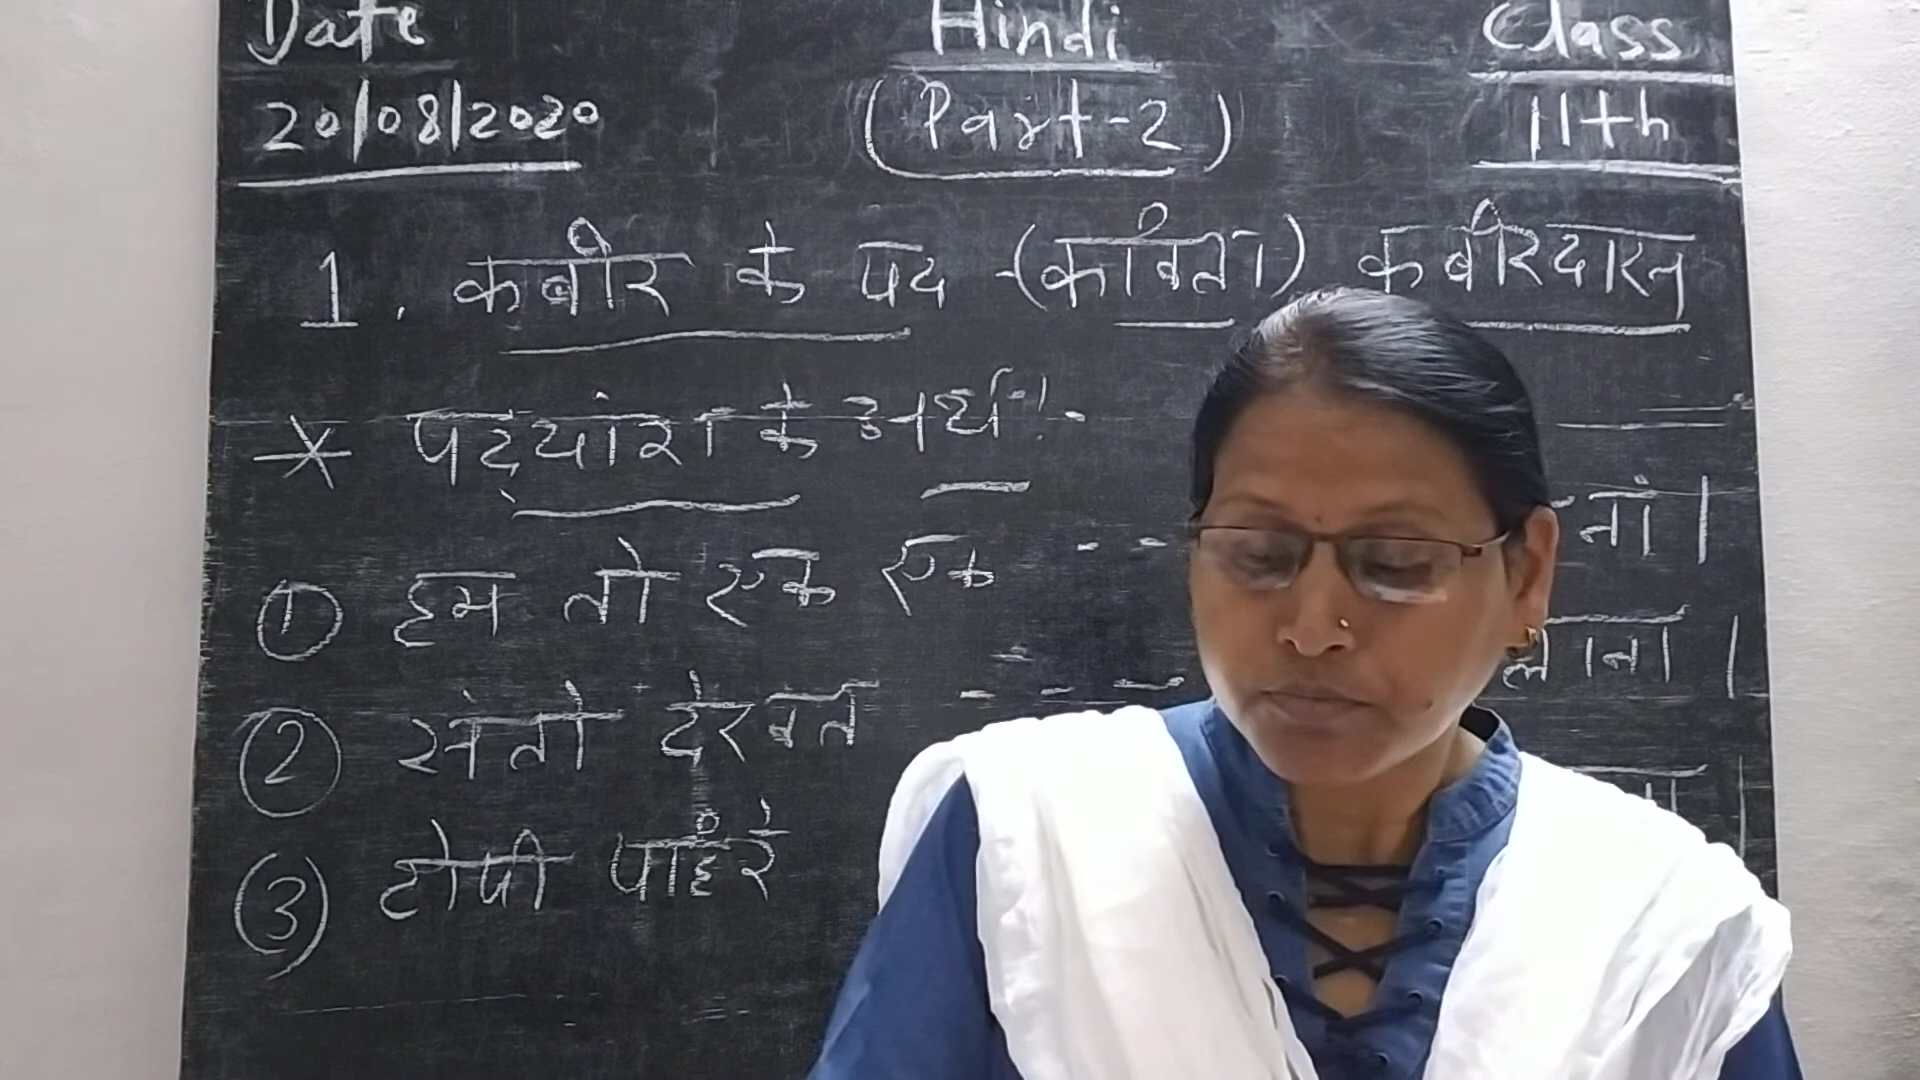 Date Hindi Class
20/08/2020 (Part-2) 11th
1. कबीर के पद -(कविता) कबीरदास
* पद्यांश के अर्थ :-
① हम तो एक एक - -
② संतो देखत - - -
③ टोपी पहिरे